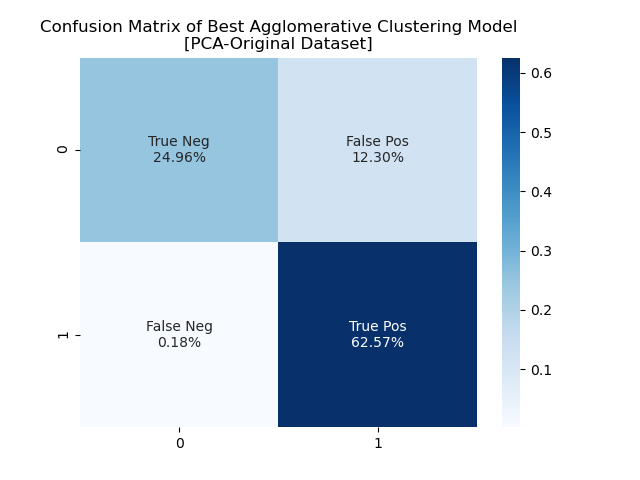 Confusion Matrix of Best Agglomerative Clustering Model
[PCA-Original Dataset]
True Neg
24.96%
False Pos
12.30%
False Neg
0.18%
True Pos
62.57%
0
1
0
1
0.6
0.5
0.4
0.3
0.2
0.1